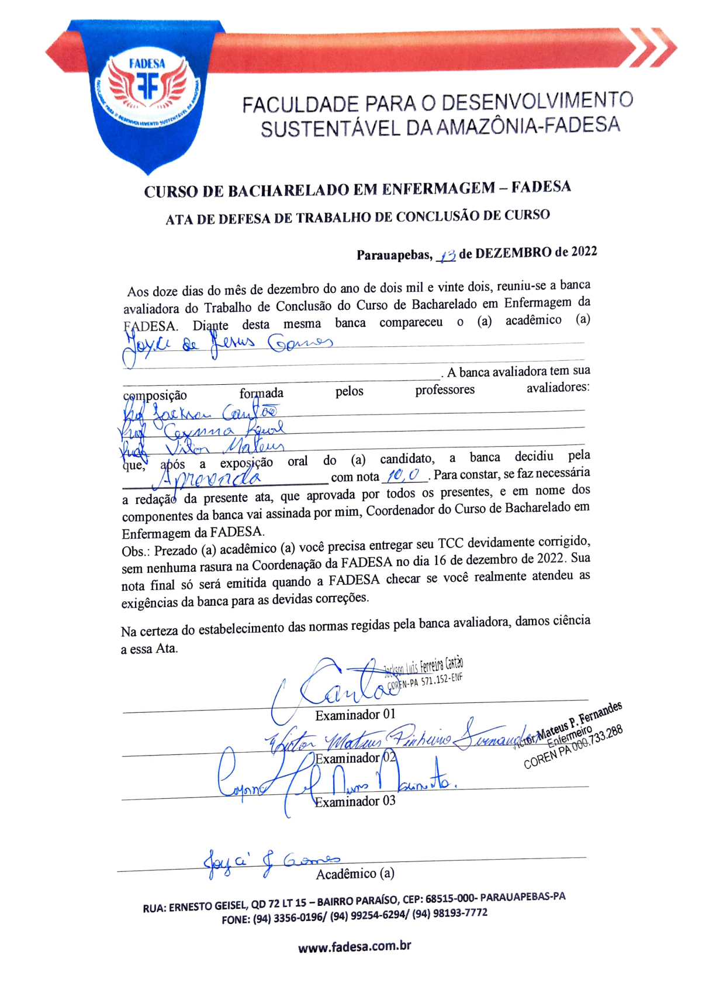 FADESA
FACULDADE PARA O DESENVOLVIMENTO SUSTENTÁVEL DA AMAZÔNIA
FACULDADE PARA O DESENVOLVIMENTO
SUSTENTÁVEL DA AMAZÔNIA-FADESA
CURSO DE BACHARELADO EM ENFERMAGEM – FADESA
ATA DE DEFESA DE TRABALHO DE CONCLUSÃO DE CURSO
Parauapebas, 13 de DEZEMBRO de 2022
Aos doze dias do mês de dezembro do ano de dois mil e vinte dois, reuniu-se a banca
avaliadora do Trabalho de Conclusão do Curso de Bacharelado em Enfermagem da
FADESA. Diante desta mesma banca compareceu o (a) acadêmico (a)
Joyci de Jesus Gomes
. A banca avaliadora tem sua
composição formada pelos professores avaliadores:
Prof Jackson Cantão
Prof
Prof Vitor Mateus
que, após a exposição oral do (a) candidato, a banca decidiu pela
Aprovada com nota 10,0. Para constar, se faz necessária
a redação da presente ata, que aprovada por todos os presentes, e em nome dos
componentes da banca vai assinada por mim, Coordenador do Curso de Bacharelado em
Enfermagem da FADESA.
Obs.: Prezado (a) acadêmico (a) você precisa entregar seu TCC devidamente corrigido,
sem nenhuma rasura na Coordenação da FADESA no dia 16 de dezembro de 2022. Sua
nota final só será emitida quando a FADESA checar se você realmente atendeu as
exigências da banca para as devidas correções.
Na certeza do estabelecimento das normas regidas pela banca avaliadora, damos ciência
a essa Ata.
Cantão
Jackson Luis Ferreira Cantão
COREN-PA 571.152-ENF
Examinador 01
Victor Mateus Pinheiro Fernandes
Victor Mateus P. Fernandes
Enfermeiro
COREN PA 000.733.288
Examinador 02
Nunes Nascimento.
Examinador 03
Joyci J Gomes
Acadêmico (a)
RUA: ERNESTO GEISEL, QD 72 LT 15 – BAIRRO PARAÍSO, CEP: 68515-000- PARAUAPEBAS-PA
FONE: (94) 3356-0196/ (94) 99254-6294/ (94) 98193-7772
www.fadesa.com.br